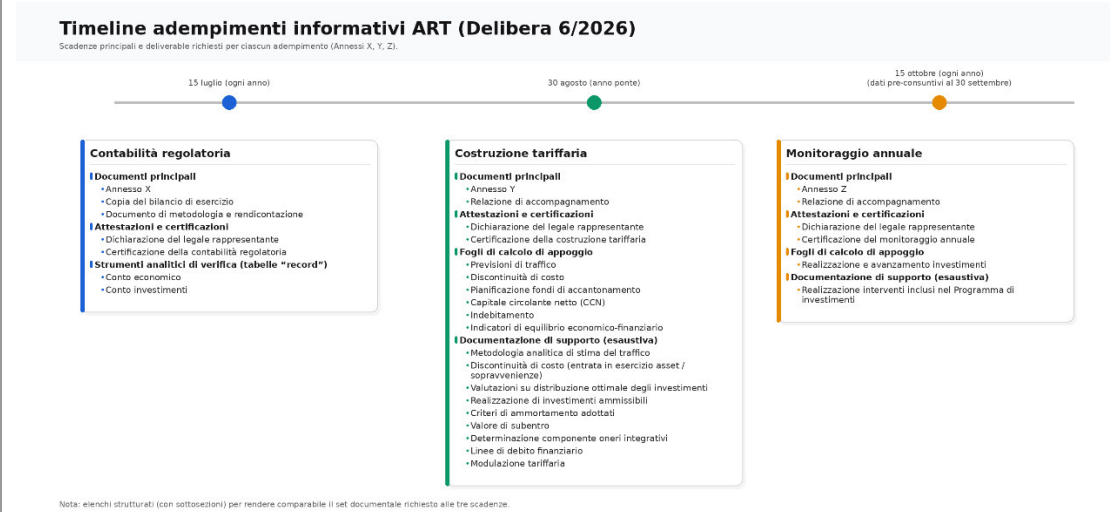 Timeline adempimenti informativi ART (Delibera 6/2026)
Scadenze principali e deliverable richiesti per ciascun adempimento (Annessi X, Y, Z).
15 luglio (ogni anno)
30 agosto (anno ponte)
15 ottobre (ogni anno)
(dati pre-consuntivi al 30 settembre)
Contabilità regolatoria
Documenti principali
•Annesso X
•Copia del bilancio di esercizio
•Documento di metodologia e rendicontazione
Attestazioni e certificazioni
•Dichiarazione del legale rappresentante
•Certificazione della contabilità regolatoria
Strumenti analitici di verifica (tabelle “record”)
•Conto economico
•Conto investimenti
Costruzione tariffaria
Documenti principali
•Annesso Y
•Relazione di accompagnamento
Attestazioni e certificazioni
•Dichiarazione del legale rappresentante
•Certificazione della costruzione tariffaria
Fogli di calcolo di appoggio
•Previsioni di traffico
•Discontinuità di costo
•Pianificazione fondi di accantonamento
•Capitale circolante netto (CCN)
•Indebitamento
•Indicatori di equilibrio economico-finanziario
Documentazione di supporto (esaustiva)
•Metodologia analitica di stima del traffico
•Discontinuità di costo (entrata in esercizio asset /
sopravvenienze)
•Valutazioni su distribuzione ottimale degli investimenti
•Realizzazione di investimenti ammissibili
•Criteri di ammortamento adottati
•Valore di subentro
•Determinazione componente oneri integrativi
•Linee di debito finanziario
•Modulazione tariffaria
Monitoraggio annuale
Documenti principali
•Annesso Z
•Relazione di accompagnamento
Attestazioni e certificazioni
•Dichiarazione del legale rappresentante
•Certificazione del monitoraggio annuale
Fogli di calcolo di appoggio
•Realizzazione e avanzamento investimenti
Documentazione di supporto (esaustiva)
•Realizzazione interventi inclusi nel Programma di
investimenti
Nota: elenchi strutturati (con sottosezioni) per rendere comparabile il set documentale richiesto alle tre scadenze.